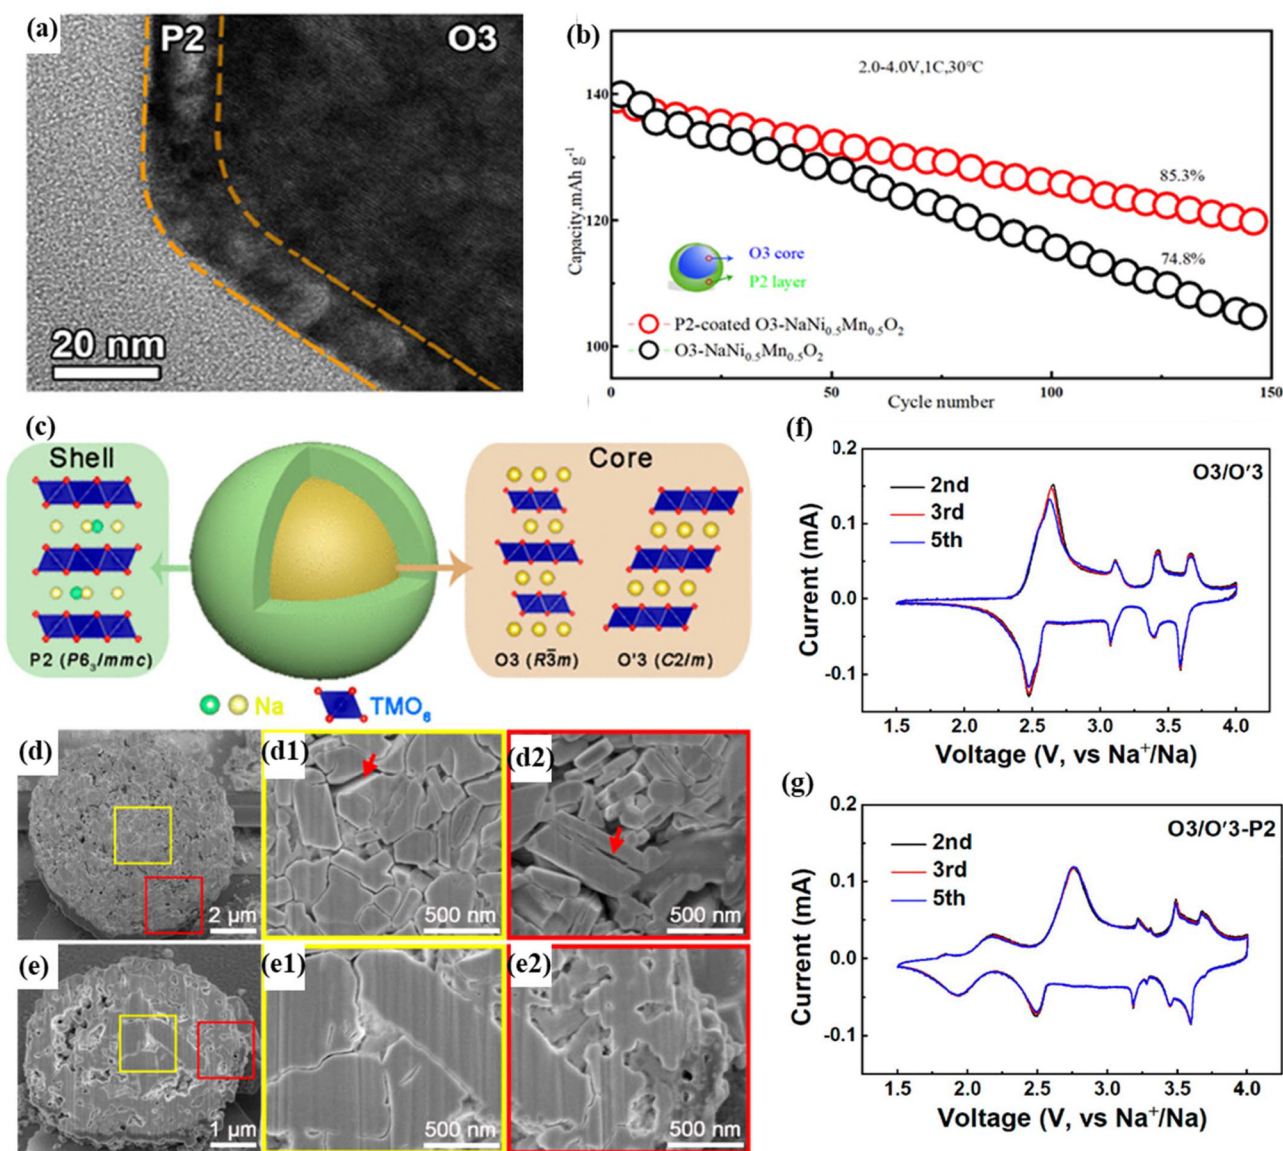 (a)
P2
O3
20 nm
(b)
2.0-4.0V,1C,30°C
140
120
100
Capacity,mAh g⁻¹
85.3%
74.8%
O3 core
P2 layer
P2-coated O3-NaNi₀.₅Mn₀.₅O₂
O3-NaNi₀.₅Mn₀.₅O₂
0
50
100
150
Cycle number
(c)
Shell
P2 (P6₃/mmc)
Core
O3 (R3̅m)
O'3 (C2/m)
Na
TMO₆
(d)
2 μm
(d1)
500 nm
(d2)
500 nm
(e)
1 μm
(e1)
500 nm
(e2)
500 nm
(f)
O3/O'3
2nd
3rd
5th
0.2
0.1
0.0
-0.1
Current (mA)
1.5 2.0 2.5 3.0 3.5 4.0
Voltage (V, vs Na⁺/Na)
(g)
O3/O'3-P2
2nd
3rd
5th
0.2
0.1
0.0
-0.1
Current (mA)
1.5 2.0 2.5 3.0 3.5 4.0
Voltage (V, vs Na⁺/Na)